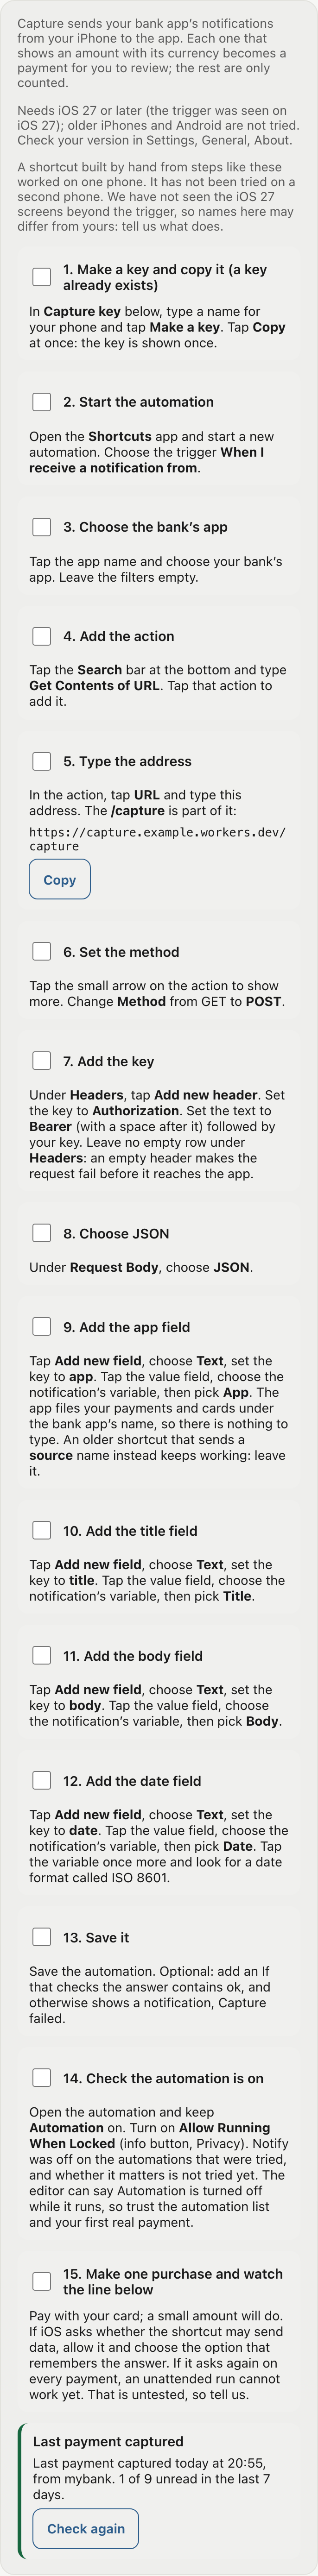 Capture sends your bank app's notifications
from your iPhone to the app. Each one that
shows an amount with its currency becomes a
payment for you to review; the rest are only
counted.
Needs iOS 27 or later (the trigger was seen on
iOS 27); older iPhones and Android are not tried.
Check your version in Settings, General, About.
A shortcut built by hand from steps like these
worked on one phone. It has not been tried on a
second phone. We have not seen the iOS 27
screens beyond the trigger, so names here may
differ from yours: tell us what does.
1. Make a key and copy it (a key
already exists)
In Capture key below, type a name for
your phone and tap Make a key. Tap Copy
at once: the key is shown once.
2. Start the automation
Open the Shortcuts app and start a new
automation. Choose the trigger When I
receive a notification from.
3. Choose the bank's app
Tap the app name and choose your bank's
app. Leave the filters empty.
4. Add the action
Tap the Search bar at the bottom and type
Get Contents of URL. Tap that action to
add it.
5. Type the address
In the action, tap URL and type this
address. The /capture is part of it:
https://capture.example.workers.dev/
capture
Copy
6. Set the method
Tap the small arrow on the action to show
more. Change Method from GET to POST.
7. Add the key
Under Headers, tap Add new header. Set
the key to Authorization. Set the text to
Bearer (with a space after it) followed by
your key. Leave no empty row under
Headers: an empty header makes the
request fail before it reaches the app.
8. Choose JSON
Under Request Body, choose JSON.
9. Add the app field
Tap Add new field, choose Text, set the
key to app. Tap the value field, choose the
notification's variable, then pick App. The
app files your payments and cards under
the bank app's name, so there is nothing to
type. An older shortcut that sends a
source name instead keeps working: leave
it.
10. Add the title field
Tap Add new field, choose Text, set the
key to title. Tap the value field, choose the
notification's variable, then pick Title.
11. Add the body field
Tap Add new field, choose Text, set the
key to body. Tap the value field, choose
the notification's variable, then pick Body.
12. Add the date field
Tap Add new field, choose Text, set the
key to date. Tap the value field, choose the
notification's variable, then pick Date. Tap
the variable once more and look for a date
format called ISO 8601.
13. Save it
Save the automation. Optional: add an If
that checks the answer contains ok, and
otherwise shows a notification, Capture
failed.
14. Check the automation is on
Open the automation and keep
Automation on. Turn on Allow Running
When Locked (info button, Privacy). Notify
was off on the automations that were tried,
and whether it matters is not tried yet. The
editor can say Automation is turned off
while it runs, so trust the automation list
and your first real payment.
15. Make one purchase and watch
the line below
Pay with your card; a small amount will do.
If iOS asks whether the shortcut may send
data, allow it and choose the option that
remembers the answer. If it asks again on
every payment, an unattended run cannot
work yet. That is untested, so tell us.
Last payment captured
Last payment captured today at 20:55,
from mybank. 1 of 9 unread in the last 7
days.
Check again